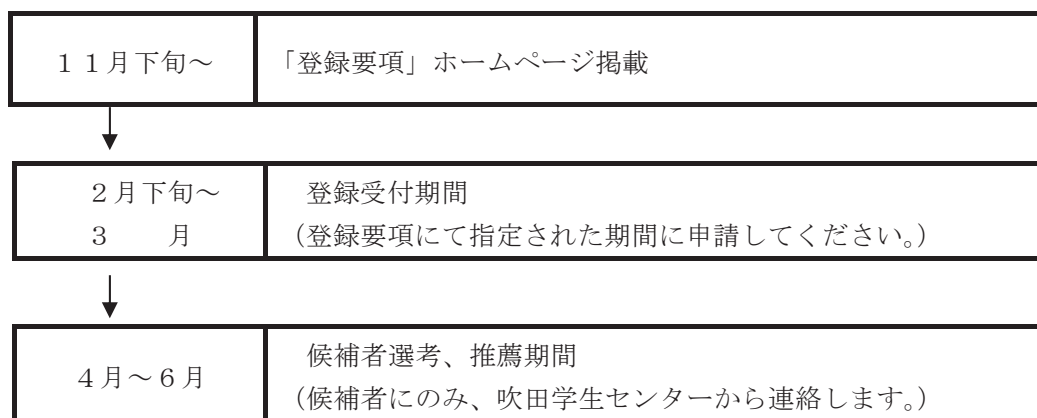 １１月下旬～ 「登録要項」ホームページ掲載
２月下旬～ 登録受付期間
３　　月 （登録要項にて指定された期間に申請してください。）
４月～６月 候補者選考、推薦期間
（候補者にのみ、吹田学生センターから連絡します。）